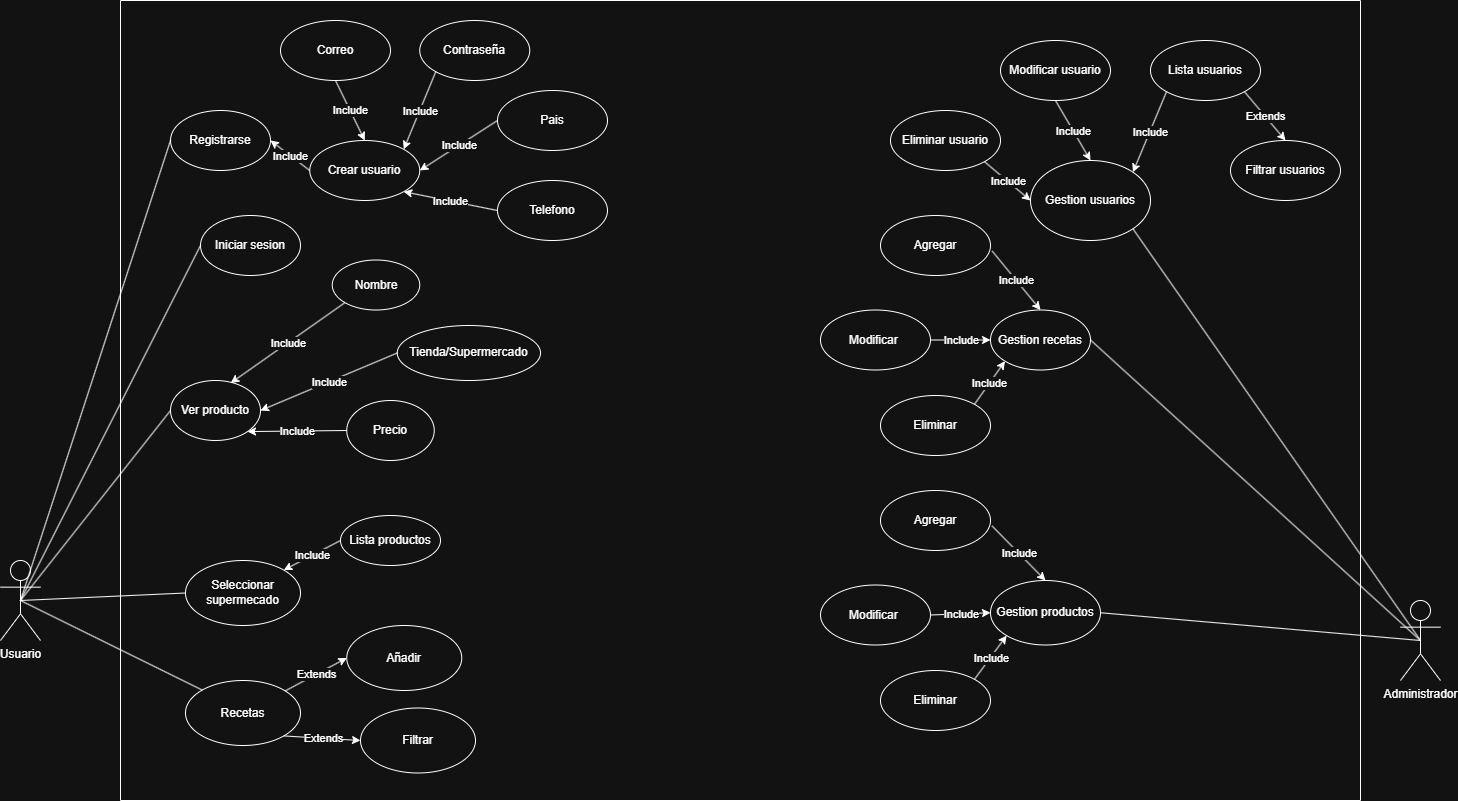 Correo
Contraseña
Include
Include
Pais
Registrarse
Include
Include
Crear usuario
Include
Telefono
Iniciar sesion
Nombre
Include
Tienda/Supermercado
Include
Ver producto
Include
Precio
Lista productos
Include
Seleccionar
supermecado
Usuario
Añadir
Extends
Recetas
Extends
Filtrar
Modificar usuario
Lista usuarios
Extends
Include
Include
Eliminar usuario
Filtrar usuarios
Include
Gestion usuarios
Agregar
Include
Modificar
Include
Gestion recetas
Include
Eliminar
Agregar
Include
Modificar
Include
Gestion productos
Include
Eliminar
Administrador